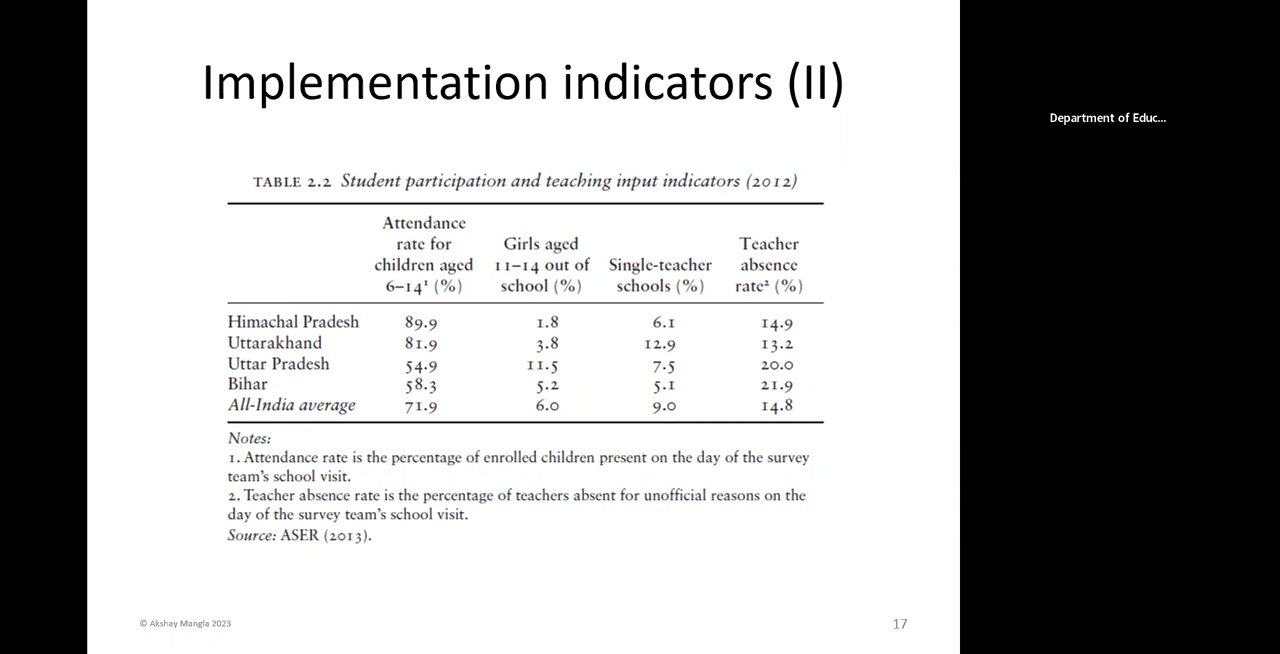 Implementation indicators (II)
Department of Educ...
TABLE 2.2 Student participation and teaching input indicators (2012)
Attendance rate for children aged 6–14¹ (%) Girls aged 11–14 out of school (%) Single-teacher schools (%) Teacher absence rate² (%)
Himachal Pradesh 89.9 1.8 6.1 14.9
Uttarakhand 81.9 3.8 12.9 13.2
Uttar Pradesh 54.9 11.5 7.5 20.0
Bihar 58.3 5.2 5.1 21.9
All-India average 71.9 6.0 9.0 14.8
Notes:
1. Attendance rate is the percentage of enrolled children present on the day of the survey
team’s school visit.
2. Teacher absence rate is the percentage of teachers absent for unofficial reasons on the
day of the survey team’s school visit.
Source: ASER (2013).
© Akshay Mangla 2023
17